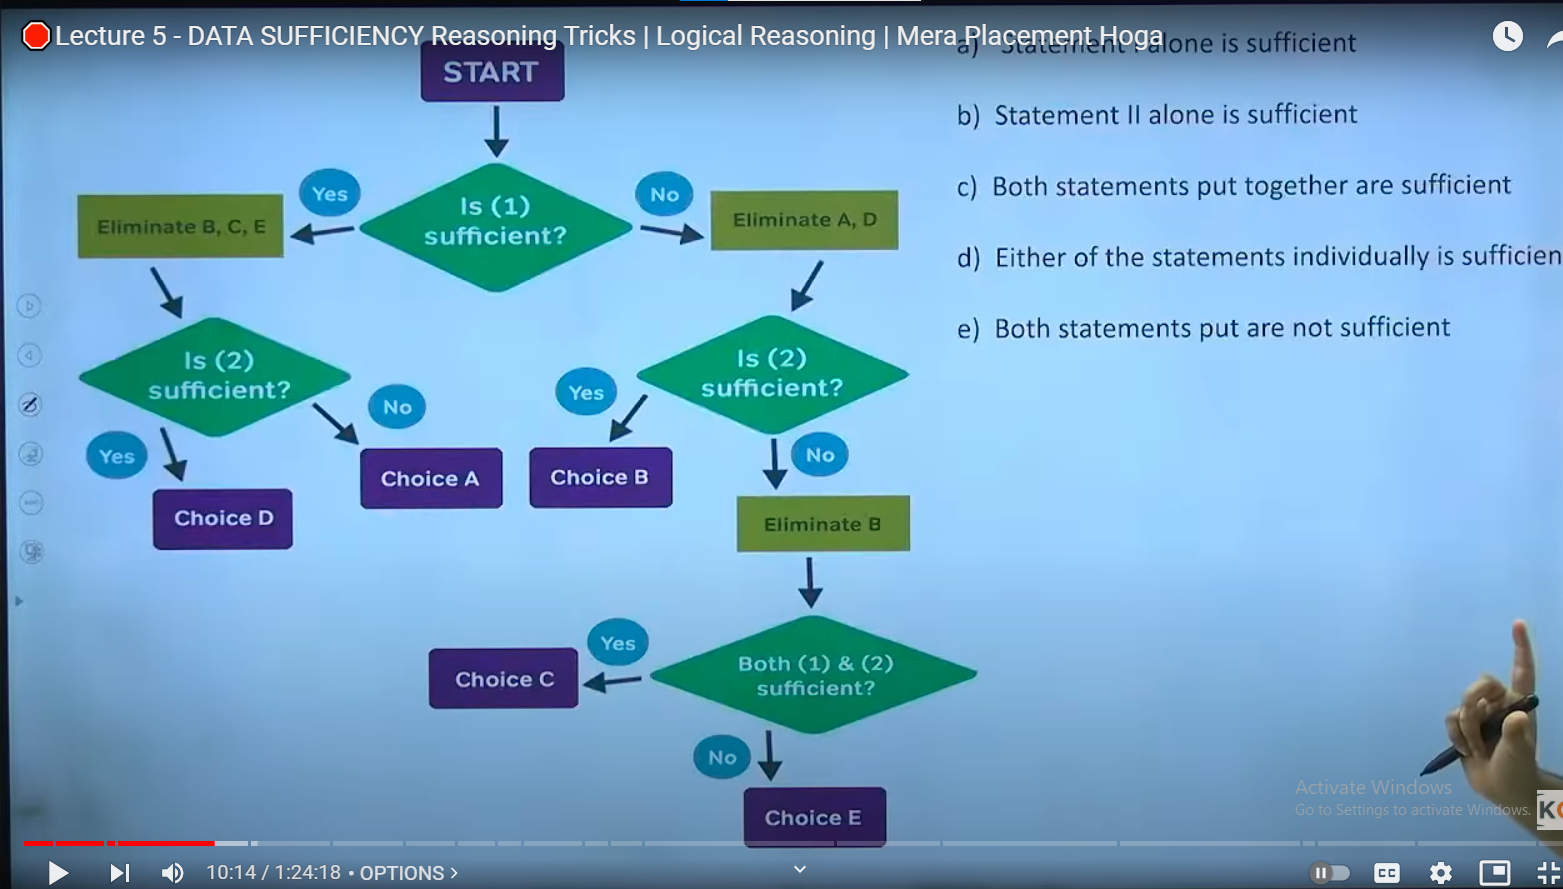 Lecture 5 - DATA SUFFICIENCY Reasoning Tricks | Logical Reasoning | Mera Placement Hoga
a) Statement alone is sufficient
START
b) Statement II alone is sufficient
Yes
No
Is (1)
sufficient?
Eliminate B, C, E
Eliminate A, D
c) Both statements put together are sufficient
d) Either of the statements individually is sufficien
e) Both statements put are not sufficient
Is (2)
sufficient?
Is (2)
sufficient?
No
Yes
Yes
No
Choice A
Choice B
Choice D
Eliminate B
Yes
Both (1) & (2)
sufficient?
Choice C
No
Choice E
Activate Windows
Go to Settings to activate Windows.
10:14 / 1:24:18 • OPTIONS >
CC